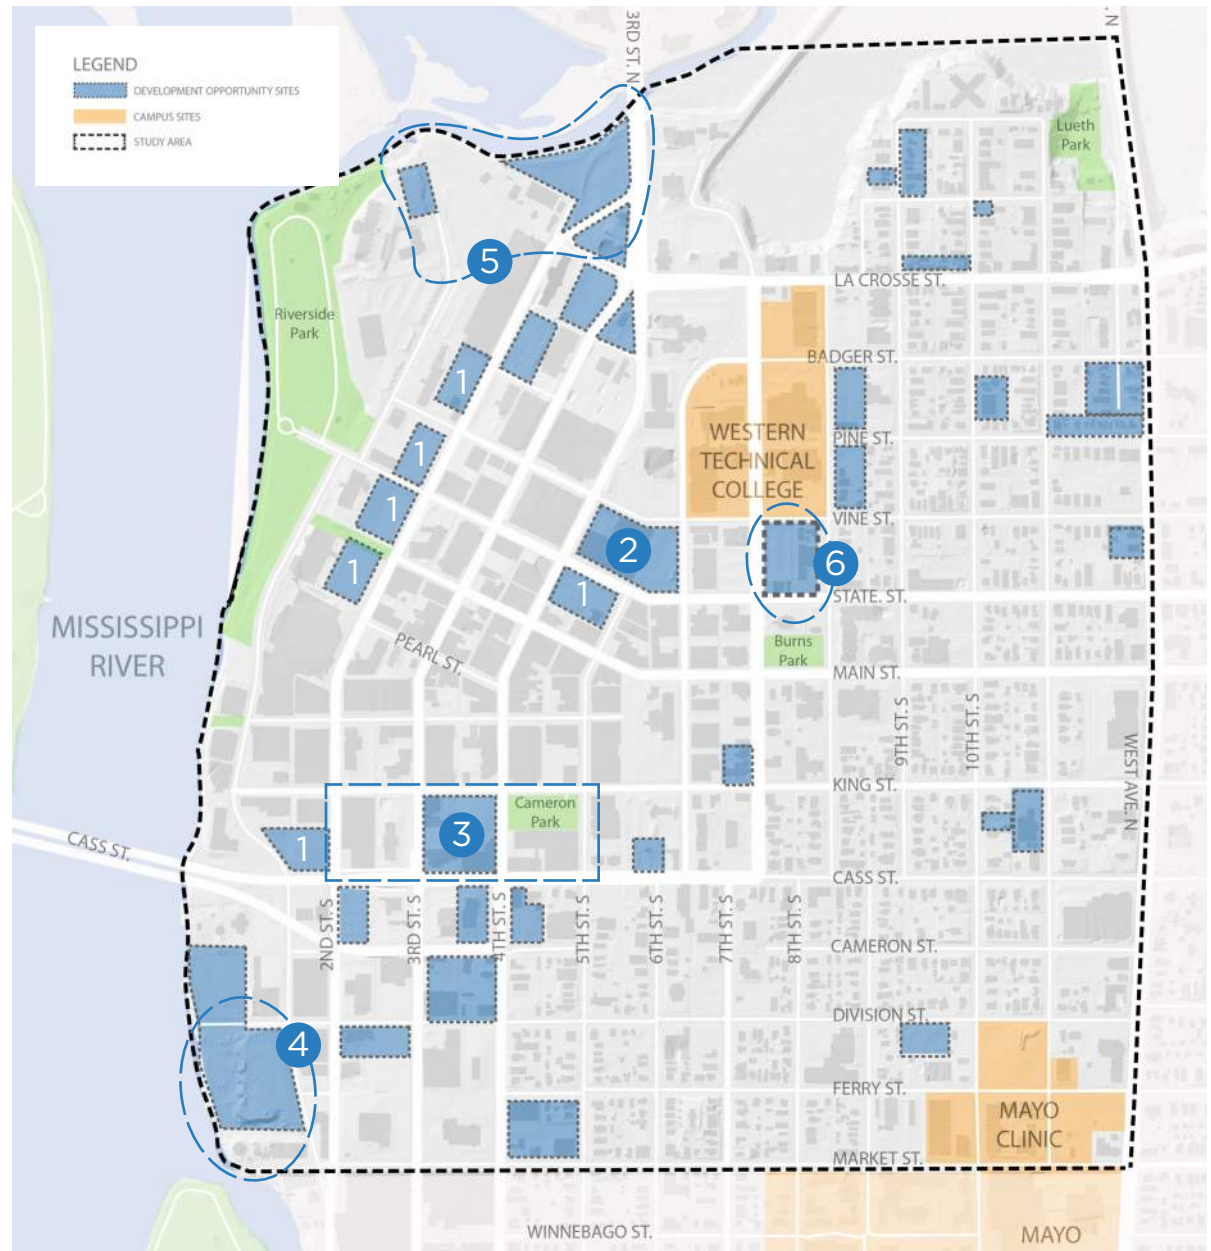 3RD ST. N
. N
LEGEND
DEVELOPMENT OPPORTUNITY SITES
CAMPUS SITES
STUDY AREA
Lueth
Park
5
LA CROSSE ST.
Riverside
Park
BADGER ST.
1
WESTERN
TECHNICAL
COLLEGE
PINE ST.
1
1
VINE ST.
2
6
1
1
STATE. ST.
MISSISSIPPI
RIVER
PEARL ST.
Burns
Park
MAIN ST.
9TH ST. S
10TH ST. S
WEST AVE. N
KING ST.
Cameron
Park
3
1
CASS ST.
CASS ST.
2ND ST. S
3RD ST. S
4TH ST. S
5TH ST. S
6TH ST. S
7TH ST. S
8TH ST. S
CAMERON ST.
DIVISION ST.
4
FERRY ST.
MAYO
CLINIC
MARKET ST.
WINNEBAGO ST.
MAYO